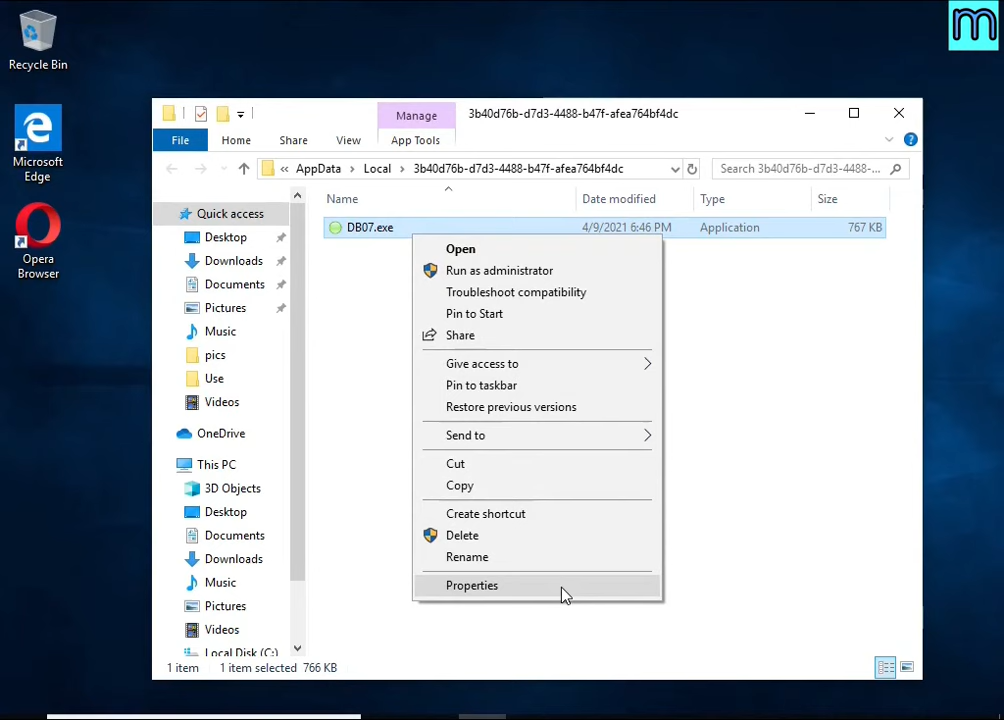 m
Recycle Bin
Microsoft
Edge
Opera
Browser
Manage
3b40d76b-d7d3-4488-b47f-afea764bf4dc
File
Home
Share
View
App Tools
?
« AppData > Local > 3b40d76b-d7d3-4488-b47f-afea764bf4dc
Search 3b40d76b-d7d3-4488-...
Name
Date modified
Type
Size
DB07.exe
4/9/2021 6:46 PM
Application
767 KB
Quick access
Desktop
Downloads
Documents
Pictures
Music
pics
Use
Videos
OneDrive
This PC
3D Objects
Desktop
Documents
Downloads
Music
Pictures
Videos
Local Disk (C:)
Open
Run as administrator
Troubleshoot compatibility
Pin to Start
Share
Give access to
Pin to taskbar
Restore previous versions
Send to
Cut
Copy
Create shortcut
Delete
Rename
Properties
1 item
1 item selected 766 KB